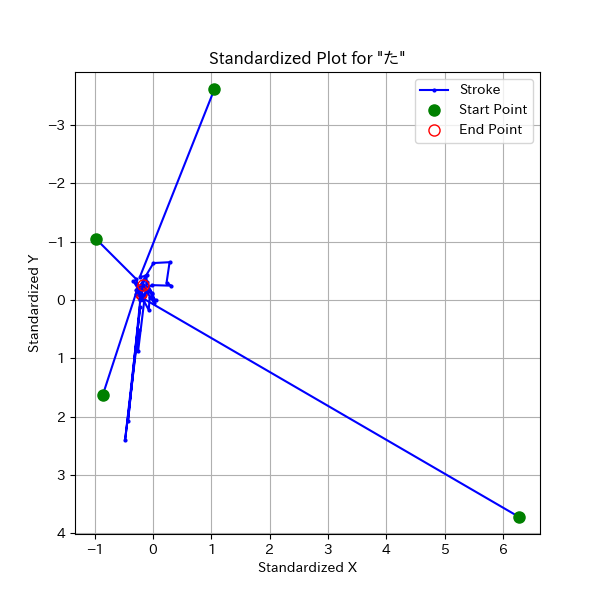 Standardized Plot for "た"
Stroke
Start Point
End Point
Standardized Y
−3
−2
−1
0
1
2
3
4
−1 0 1 2 3 4 5 6
Standardized X